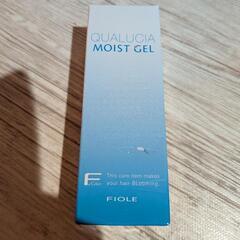 QUALUCIA
MOIST GEL
F
This care item makes
your hair BLooming.
FIOLE